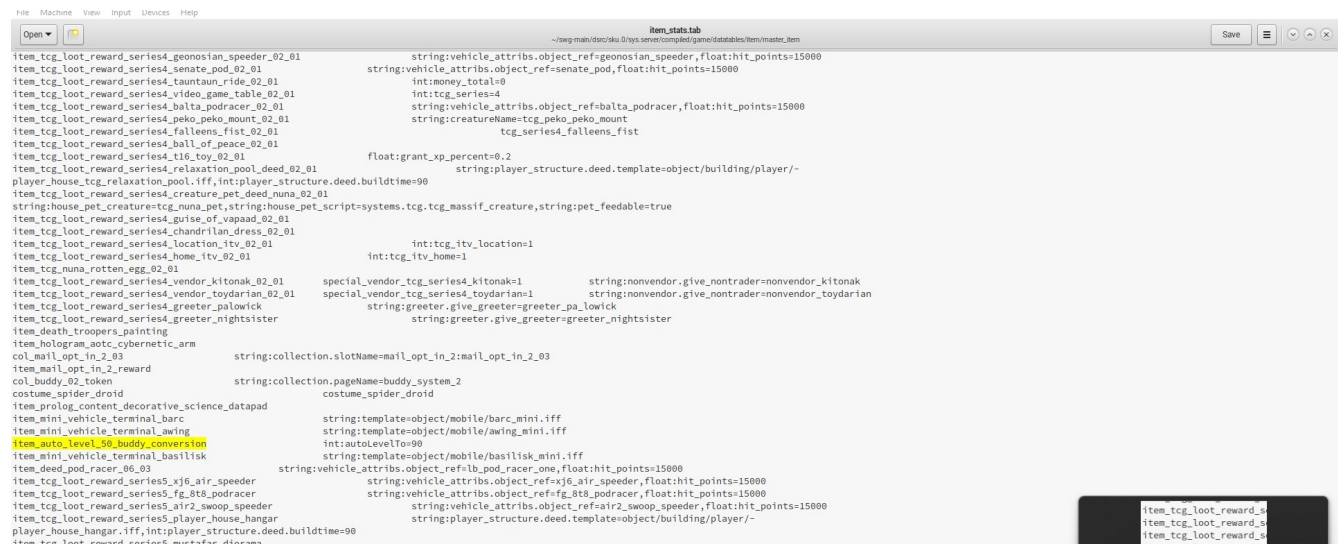 File Machine View Input Devices Help
Open
item_stats.tab
~/swg-main/dsrc/sku.0/sys.server/compiled/game/datatables/item/master_item
Save
item_tcg_loot_reward_series4_geonosian_speeder_02_01 string:vehicle_attribs.object_ref=geonosian_speeder,float:hit_points=15000
item_tcg_loot_reward_series4_senate_pod_02_01 string:vehicle_attribs.object_ref=senate_pod,float:hit_points=15000
item_tcg_loot_reward_series4_tauntaun_ride_02_01 int:money_total=0
item_tcg_loot_reward_series4_video_game_table_02_01 int:tcg_series=4
item_tcg_loot_reward_series4_balta_podracer_02_01 string:vehicle_attribs.object_ref=balta_podracer,float:hit_points=15000
item_tcg_loot_reward_series4_peko_peko_mount_02_01 string:creatureName=tcg_peko_peko_mount
item_tcg_loot_reward_series4_falleens_fist_02_01 tcg_series4_falleens_fist
item_tcg_loot_reward_series4_ball_of_peace_02_01
item_tcg_loot_reward_series4_t16_toy_02_01 float:grant_xp_percent=0.2
item_tcg_loot_reward_series4_relaxation_pool_deed_02_01 string:player_structure.deed.template=object/building/player/-
player_house_tcg_relaxation_pool.iff,int:player_structure.deed.buildtime=90
item_tcg_loot_reward_series4_creature_pet_deed_nuna_02_01
string:house_pet_creature=tcg_nuna_pet,string:house_pet_script=systems.tcg.tcg_massif_creature,string:pet_feedable=true
item_tcg_loot_reward_series4_guise_of_vapaad_02_01
item_tcg_loot_reward_series4_chandrilan_dress_02_01
item_tcg_loot_reward_series4_location_itv_02_01 int:tcg_itv_location=1
item_tcg_loot_reward_series4_home_itv_02_01 int:tcg_itv_home=1
item_tcg_nuna_rotten_egg_02_01
item_tcg_loot_reward_series4_vendor_kitonak_02_01 special_vendor_tcg_series4_kitonak=1 string:nonvendor.give_nontrader=nonvendor_kitonak
item_tcg_loot_reward_series4_vendor_toydarian_02_01 special_vendor_tcg_series4_toydarian=1 string:nonvendor.give_nontrader=nonvendor_toydarian
item_tcg_loot_reward_series4_greeter_palowick string:greeter.give_greeter=greeter_pa_lowick
item_tcg_loot_reward_series4_greeter_nightsister string:greeter.give_greeter=greeter_nightsister
item_death_troopers_painting
item_hologram_aotc_cybernetic_arm
col_mail_opt_in_2_03 string:collection.slotName=mail_opt_in_2:mail_opt_in_2_03
item_mail_opt_in_2_reward
col_buddy_02_token string:collection.pageName=buddy_system_2
costume_spider_droid costume_spider_droid
item_prolog_content_decorative_science_datapad
item_mini_vehicle_terminal_barc string:template=object/mobile/barc_mini.iff
item_mini_vehicle_terminal_awing string:template=object/mobile/awing_mini.iff
item_auto_level_50_buddy_conversion int:autoLevelTo=90
item_mini_vehicle_terminal_basilisk string:template=object/mobile/basilisk_mini.iff
item_deed_pod_racer_06_03 string:vehicle_attribs.object_ref=lb_pod_racer_one,float:hit_points=15000
item_tcg_loot_reward_series5_xj6_air_speeder string:vehicle_attribs.object_ref=xj6_air_speeder,float:hit_points=15000
item_tcg_loot_reward_series5_fg_8t8_podracer string:vehicle_attribs.object_ref=fg_8t8_podracer,float:hit_points=15000
item_tcg_loot_reward_series5_air2_swoop_speeder string:vehicle_attribs.object_ref=air2_swoop_speeder,float:hit_points=15000
item_tcg_loot_reward_series5_player_house_hangar string:player_structure.deed.template=object/building/player/-
player_house_hangar.iff,int:player_structure.deed.buildtime=90
item_tcg_loot_reward_series5_mustafar_diorama
item_tcg_loot_reward_s
item_tcg_loot_reward_s
item_tcg_loot_reward_s